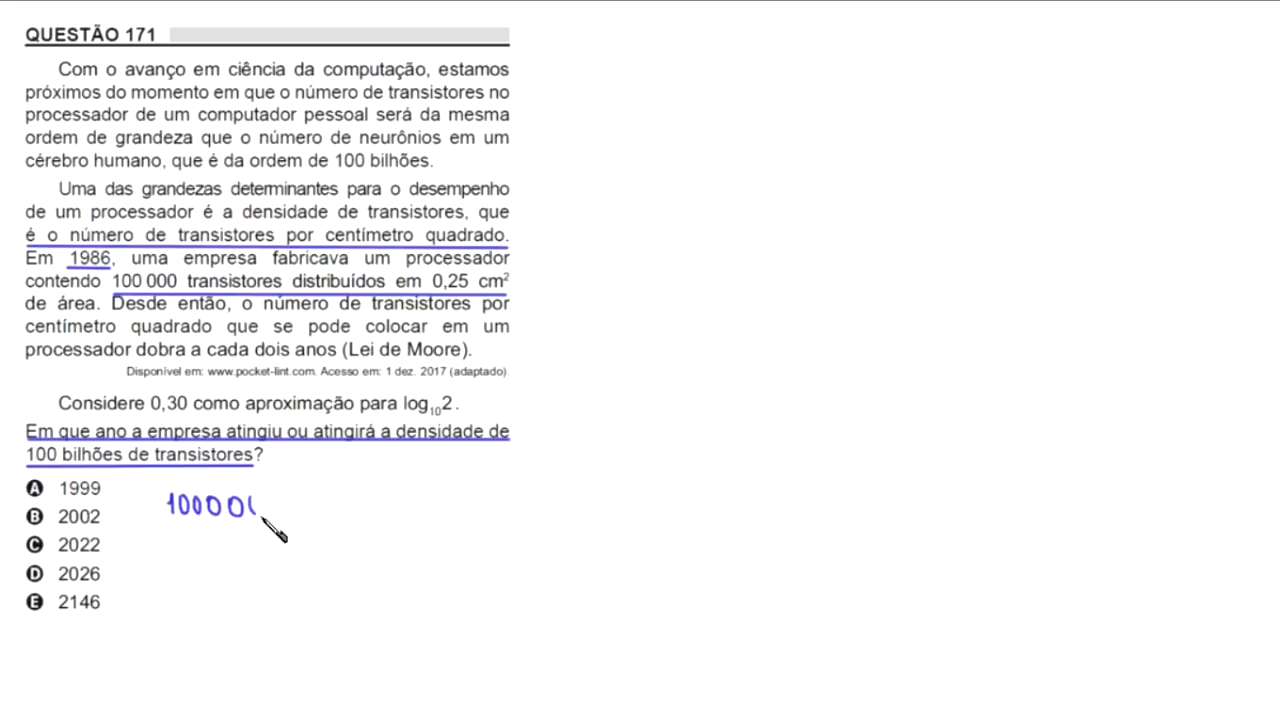 QUESTÃO 171
Com o avanço em ciência da computação, estamos
próximos do momento em que o número de transistores no
processador de um computador pessoal será da mesma
ordem de grandeza que o número de neurônios em um
cérebro humano, que é da ordem de 100 bilhões.
Uma das grandezas determinantes para o desempenho
de um processador é a densidade de transistores, que
é o número de transistores por centímetro quadrado.
Em 1986, uma empresa fabricava um processador
contendo 100 000 transistores distribuídos em 0,25 cm²
de área. Desde então, o número de transistores por
centímetro quadrado que se pode colocar em um
processador dobra a cada dois anos (Lei de Moore).
Disponível em: www.pocket-lint.com. Acesso em: 1 dez. 2017 (adaptado).
Considere 0,30 como aproximação para log₁₀2.
Em que ano a empresa atingiu ou atingirá a densidade de
100 bilhões de transistores?
A 1999
B 2002
C 2022
D 2026
E 2146
10000(